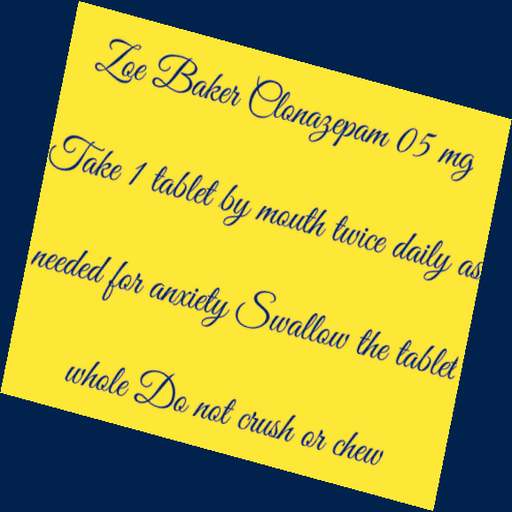 Zoe Baker Clonazepam 05 mg
Take 1 tablet by mouth twice daily as
needed for anxiety Swallow the tablet
whole Do not crush or chew